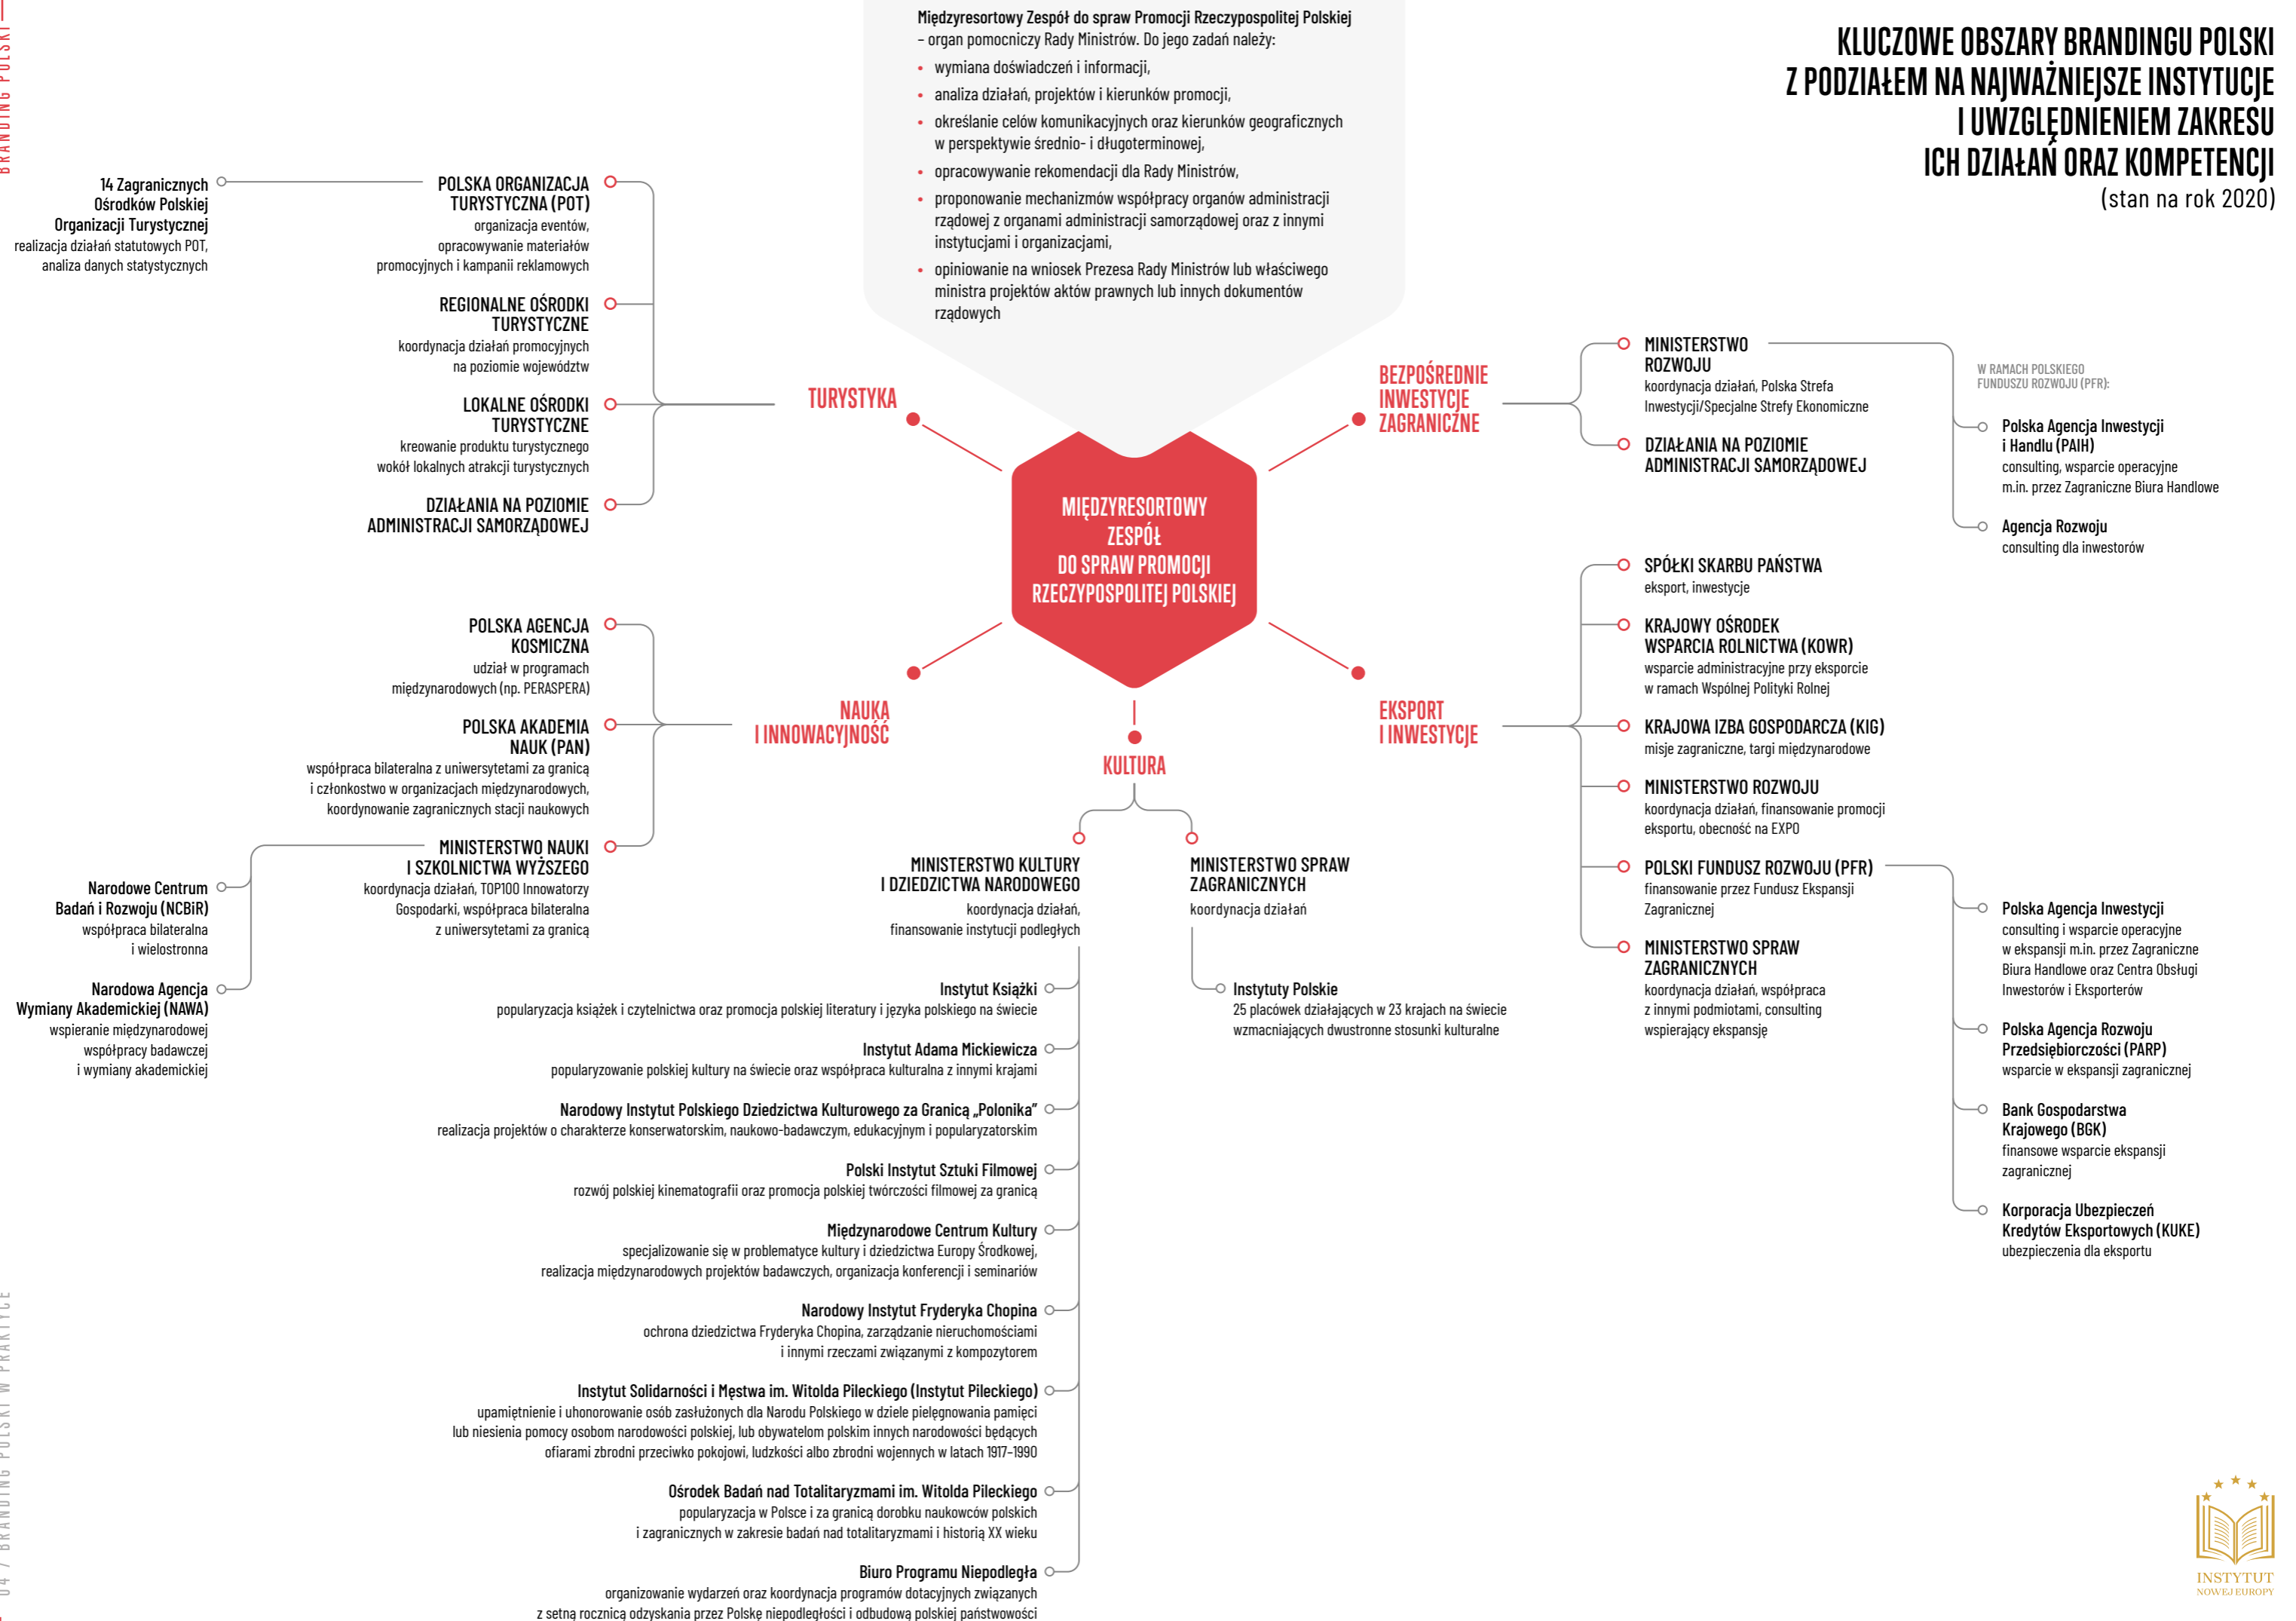 BRANDING POLSKI
04 / BRANDING POLSKI W PRAKTYCE
KLUCZOWE OBSZARY BRANDINGU POLSKI
Z PODZIAŁEM NA NAJWAŻNIEJSZE INSTYTUCJE
I UWZGLĘDNIENIEM ZAKRESU
ICH DZIAŁAŃ ORAZ KOMPETENCJI
(stan na rok 2020)
Międzyresortowy Zespół do spraw Promocji Rzeczypospolitej Polskiej
– organ pomocniczy Rady Ministrów. Do jego zadań należy:
• wymiana doświadczeń i informacji,
• analiza działań, projektów i kierunków promocji,
• określanie celów komunikacyjnych oraz kierunków geograficznych
w perspektywie średnio- i długoterminowej,
• opracowywanie rekomendacji dla Rady Ministrów,
• proponowanie mechanizmów współpracy organów administracji
rządowej z organami administracji samorządowej oraz z innymi
instytucjami i organizacjami,
• opiniowanie na wniosek Prezesa Rady Ministrów lub właściwego
ministra projektów aktów prawnych lub innych dokumentów
rządowych
MIĘDZYRESORTOWY
ZESPÓŁ
DO SPRAW PROMOCJI
RZECZYPOSPOLITEJ POLSKIEJ
TURYSTYKA
POLSKA ORGANIZACJA
TURYSTYCZNA (POT)
organizacja eventów,
opracowywanie materiałów
promocyjnych i kampanii reklamowych
14 Zagranicznych
Ośrodków Polskiej
Organizacji Turystycznej
realizacja działań statutowych POT,
analiza danych statystycznych
REGIONALNE OŚRODKI
TURYSTYCZNE
koordynacja działań promocyjnych
na poziomie województw
LOKALNE OŚRODKI
TURYSTYCZNE
kreowanie produktu turystycznego
wokół lokalnych atrakcji turystycznych
DZIAŁANIA NA POZIOMIE
ADMINISTRACJI SAMORZĄDOWEJ
NAUKA
I INNOWACYJNOŚĆ
POLSKA AGENCJA
KOSMICZNA
udział w programach
międzynarodowych (np. PERASPERA)
POLSKA AKADEMIA
NAUK (PAN)
współpraca bilateralna z uniwersytetami za granicą
i członkostwo w organizacjach międzynarodowych,
koordynowanie zagranicznych stacji naukowych
MINISTERSTWO NAUKI
I SZKOLNICTWA WYŻSZEGO
koordynacja działań, TOP100 Innowatorzy
Gospodarki, współpraca bilateralna
z uniwersytetami za granicą
Narodowe Centrum
Badań i Rozwoju (NCBiR)
współpraca bilateralna
i wielostronna
Narodowa Agencja
Wymiany Akademickiej (NAWA)
wspieranie międzynarodowej
współpracy badawczej
i wymiany akademickiej
KULTURA
MINISTERSTWO KULTURY
I DZIEDZICTWA NARODOWEGO
koordynacja działań,
finansowanie instytucji podległych
Instytut Książki
popularyzacja książek i czytelnictwa oraz promocja polskiej literatury i języka polskiego na świecie
Instytut Adama Mickiewicza
popularyzowanie polskiej kultury na świecie oraz współpraca kulturalna z innymi krajami
Narodowy Instytut Polskiego Dziedzictwa Kulturowego za Granicą „Polonika”
realizacja projektów o charakterze konserwatorskim, naukowo-badawczym, edukacyjnym i popularyzatorskim
Polski Instytut Sztuki Filmowej
rozwój polskiej kinematografii oraz promocja polskiej twórczości filmowej za granicą
Międzynarodowe Centrum Kultury
specjalizowanie się w problematyce kultury i dziedzictwa Europy Środkowej,
realizacja międzynarodowych projektów badawczych, organizacja konferencji i seminariów
Narodowy Instytut Fryderyka Chopina
ochrona dziedzictwa Fryderyka Chopina, zarządzanie nieruchomościami
i innymi rzeczami związanymi z kompozytorem
Instytut Solidarności i Męstwa im. Witolda Pileckiego (Instytut Pileckiego)
upamiętnienie i uhonorowanie osób zasłużonych dla Narodu Polskiego w dziele pielęgnowania pamięci
lub niesienia pomocy osobom narodowości polskiej, lub obywatelom polskim innych narodowości będących
ofiarami zbrodni przeciwko pokojowi, ludzkości albo zbrodni wojennych w latach 1917–1990
Ośrodek Badań nad Totalitaryzmami im. Witolda Pileckiego
popularyzacja w Polsce i za granicą dorobku naukowców polskich
i zagranicznych w zakresie badań nad totalitaryzmami i historią XX wieku
Biuro Programu Niepodległa
organizowanie wydarzeń oraz koordynacja programów dotacyjnych związanych
z setną rocznicą odzyskania przez Polskę niepodległości i odbudową polskiej państwowości
MINISTERSTWO SPRAW
ZAGRANICZNYCH
koordynacja działań
Instytuty Polskie
25 placówek działających w 23 krajach na świecie
wzmacniających dwustronne stosunki kulturalne
BEZPOŚREDNIE
INWESTYCJE
ZAGRANICZNE
MINISTERSTWO
ROZWOJU
koordynacja działań, Polska Strefa
Inwestycji/Specjalne Strefy Ekonomiczne
DZIAŁANIA NA POZIOMIE
ADMINISTRACJI SAMORZĄDOWEJ
W RAMACH POLSKIEGO
FUNDUSZU ROZWOJU (PFR):
Polska Agencja Inwestycji
i Handlu (PAIH)
consulting, wsparcie operacyjne
m.in. przez Zagraniczne Biura Handlowe
Agencja Rozwoju
consulting dla inwestorów
EKSPORT
I INWESTYCJE
SPÓŁKI SKARBU PAŃSTWA
eksport, inwestycje
KRAJOWY OŚRODEK
WSPARCIA ROLNICTWA (KOWR)
wsparcie administracyjne przy eksporcie
w ramach Wspólnej Polityki Rolnej
KRAJOWA IZBA GOSPODARCZA (KIG)
misje zagraniczne, targi międzynarodowe
MINISTERSTWO ROZWOJU
koordynacja działań, finansowanie promocji
eksportu, obecność na EXPO
POLSKI FUNDUSZ ROZWOJU (PFR)
finansowanie przez Fundusz Ekspansji
Zagranicznej
MINISTERSTWO SPRAW
ZAGRANICZNYCH
koordynacja działań, współpraca
z innymi podmiotami, consulting
wspierający ekspansję
Polska Agencja Inwestycji
consulting i wsparcie operacyjne
w ekspansji m.in. przez Zagraniczne
Biura Handlowe oraz Centra Obsługi
Inwestorów i Eksporterów
Polska Agencja Rozwoju
Przedsiębiorczości (PARP)
wsparcie w ekspansji zagranicznej
Bank Gospodarstwa
Krajowego (BGK)
finansowe wsparcie ekspansji
zagranicznej
Korporacja Ubezpieczeń
Kredytów Eksportowych (KUKE)
ubezpieczenia dla eksportu
INSTYTUT
NOWEJ EUROPY